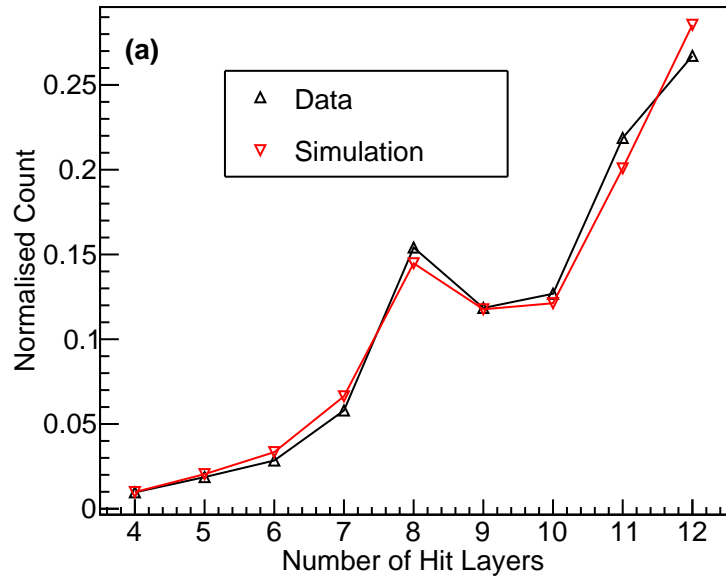 (a)
Data
Simulation
0.25
0.2
0.15
0.1
0.05
0
Normalised Count
4 5 6 7 8 9 10 11 12
Number of Hit Layers